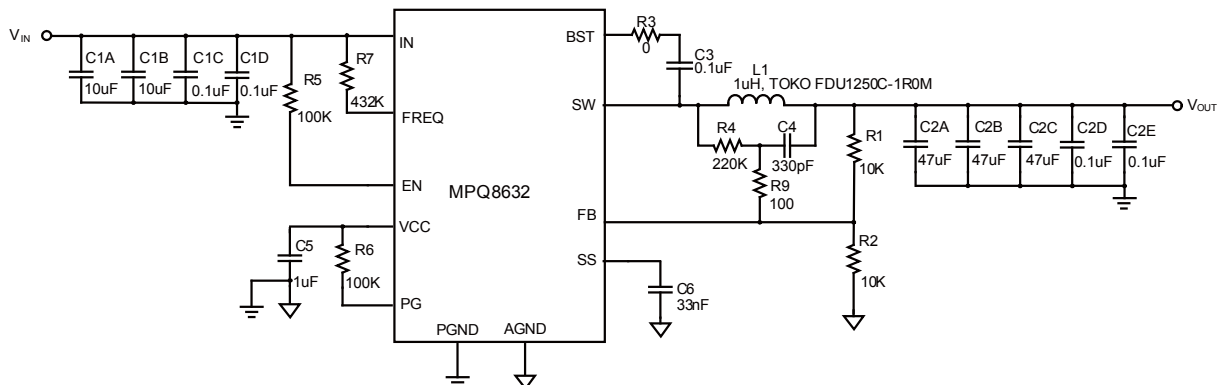 VIN
C1A
10uF
C1B
10uF
C1C
0.1uF
C1D
0.1uF
R5
100K
R7
432K
IN
FREQ
EN
VCC
PG
MPQ8632
PGND
AGND
C5
1uF
R6
100K
BST
SW
FB
SS
R3
0
C3
0.1uF
L1
1uH, TOKO FDU1250C-1R0M
R4
220K
C4
330pF
R9
100
R1
10K
R2
10K
C6
33nF
C2A
47uF
C2B
47uF
C2C
47uF
C2D
0.1uF
C2E
0.1uF
VOUT